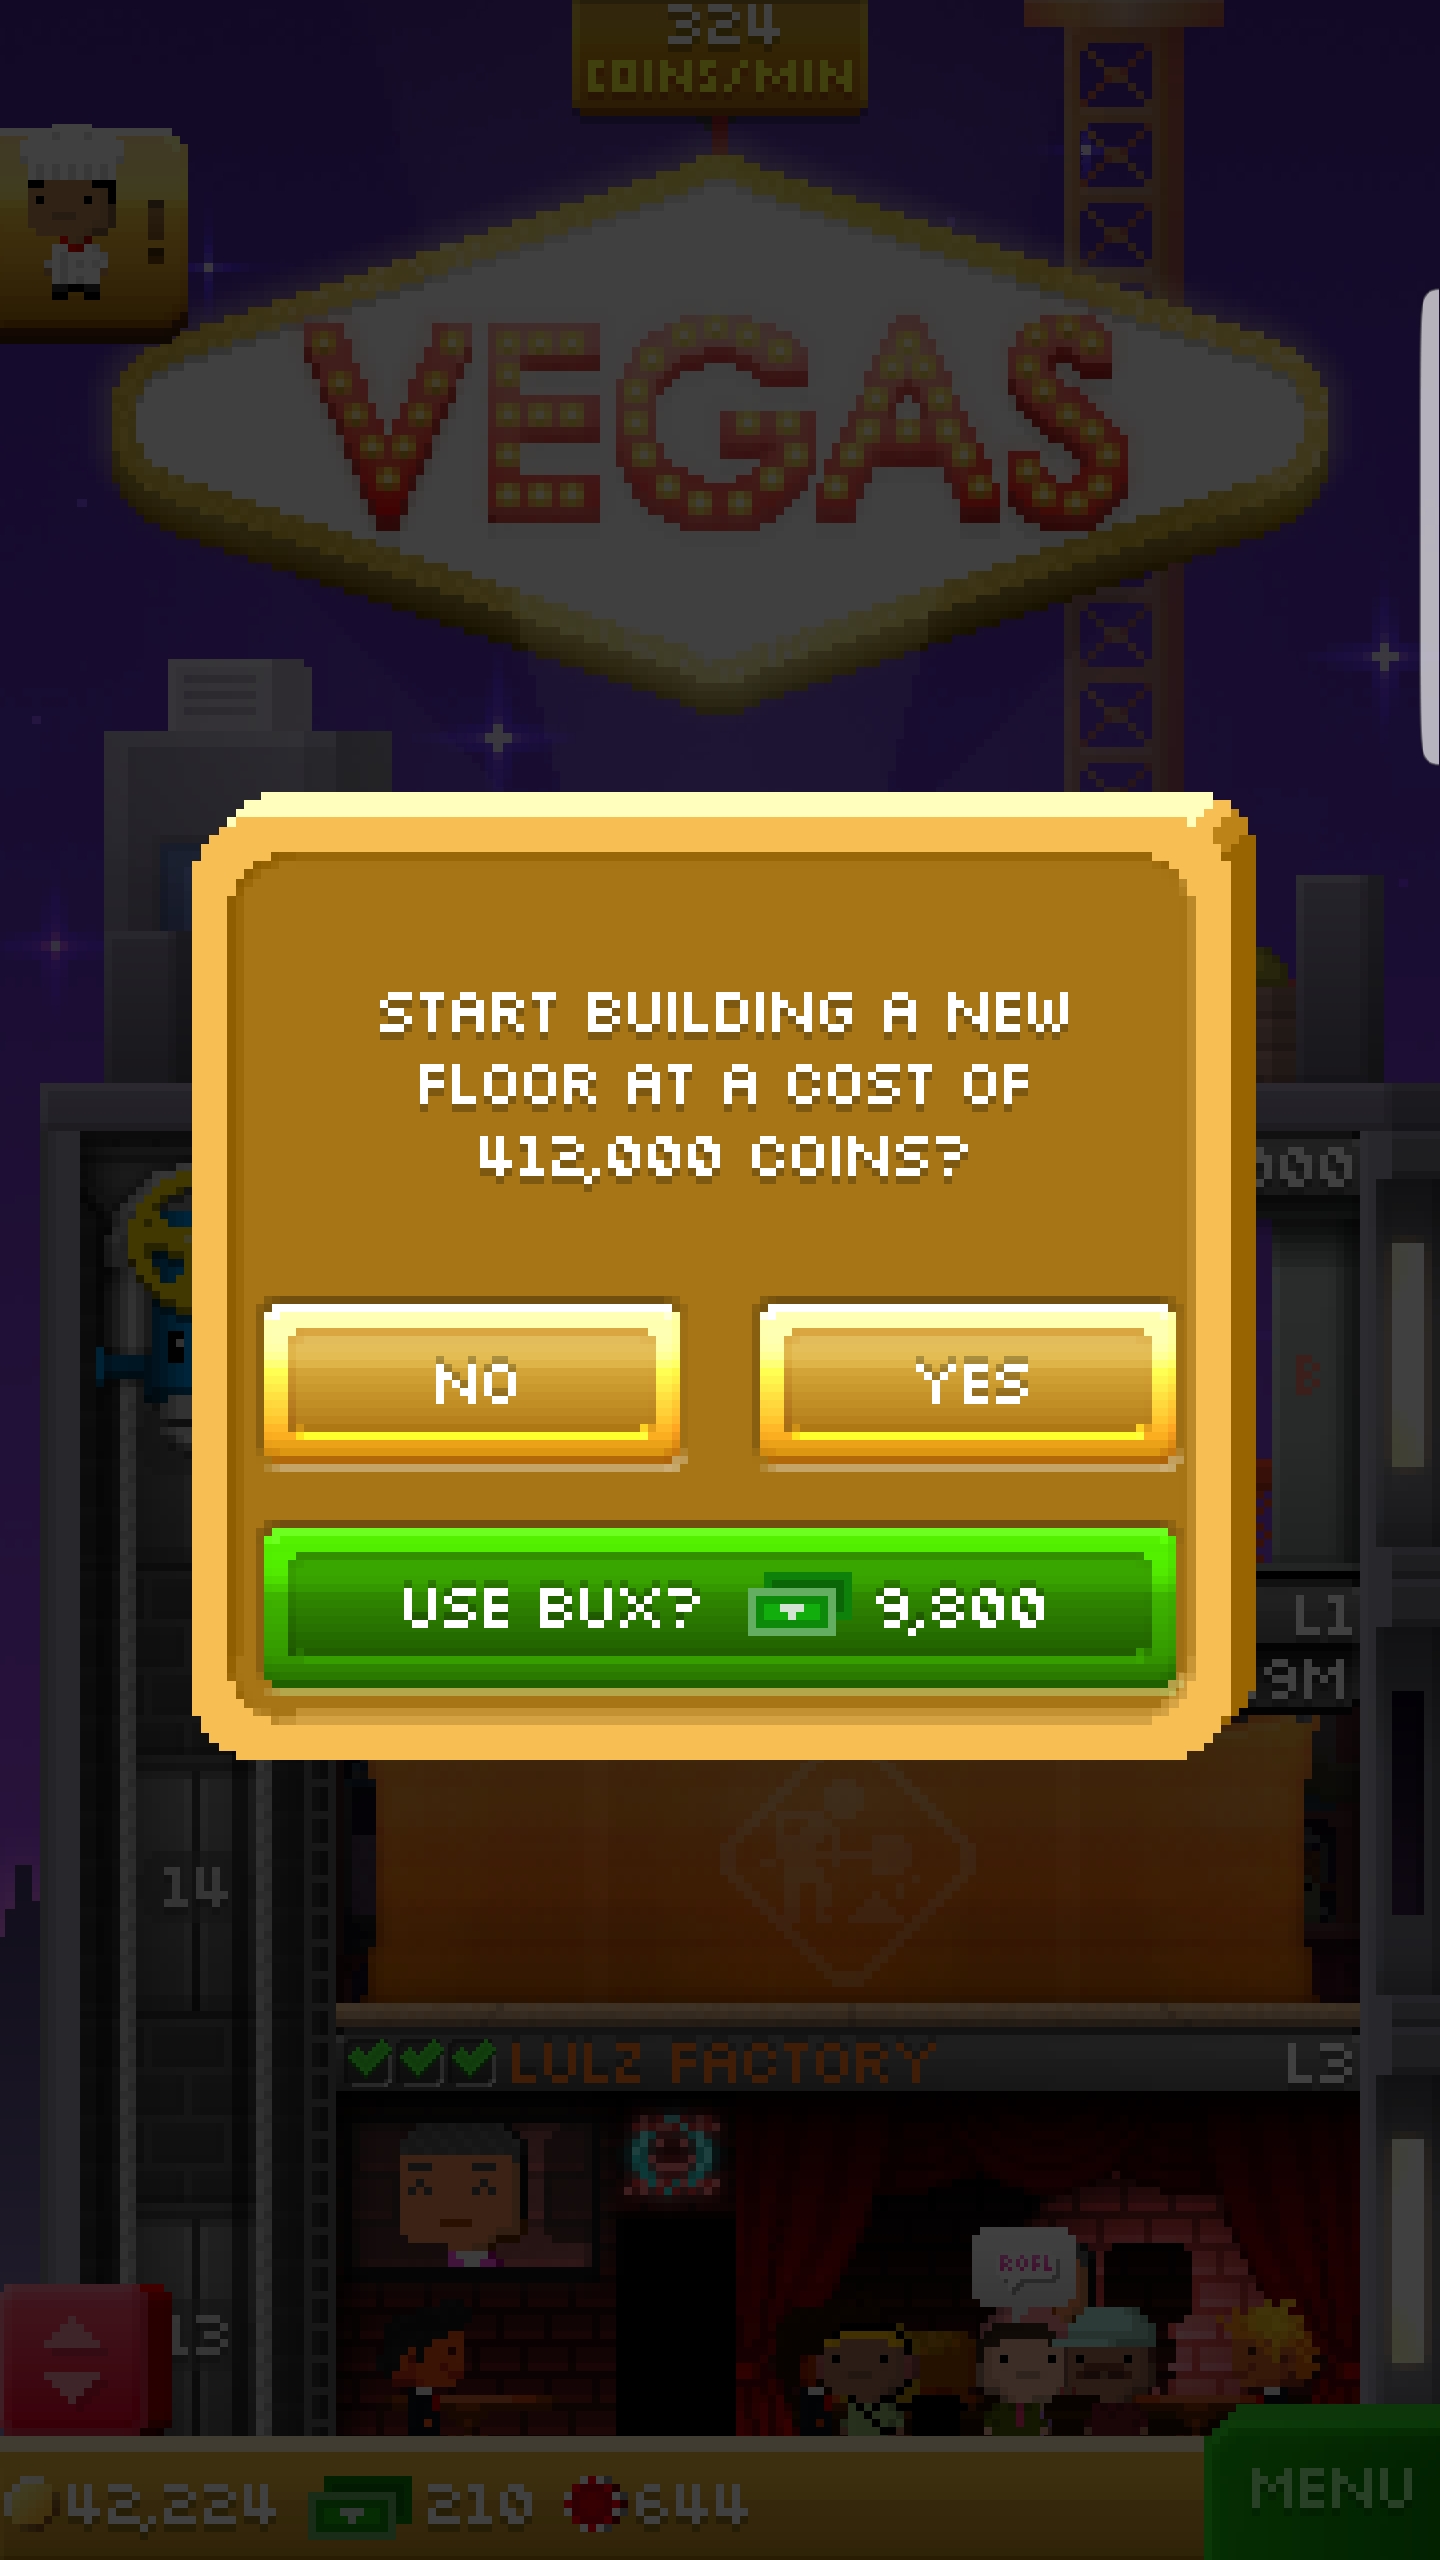 324
COINS/MIN
!
VEGAS
START BUILDING A NEW
FLOOR AT A COST OF
412,000 COINS?
000
B
NO
YES
USE BUX? 9,800
L1
9M
14
LULZ FACTORY L3
ROFL
13
MENU
42,224 210 644